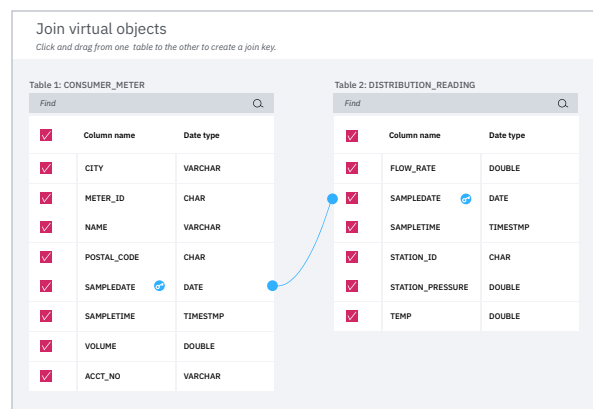 Join virtual objects
Click and drag from one table to the other to create a join key.
Table 1: CONSUMER_METER
Find
Column name Date type
CITY VARCHAR
METER_ID CHAR
NAME VARCHAR
POSTAL_CODE CHAR
SAMPLEDATE DATE
SAMPLETIME TIMESTMP
VOLUME DOUBLE
ACCT_NO VARCHAR
Table 2: DISTRIBUTION_READING
Find
Column name Date type
FLOW_RATE DOUBLE
SAMPLEDATE DATE
SAMPLETIME TIMESTMP
STATION_ID CHAR
STATION_PRESSURE DOUBLE
TEMP DOUBLE